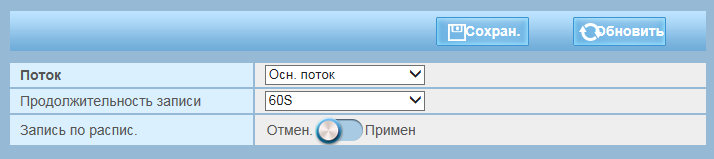 Сохран. Обновить
Поток Осн. поток
Продолжительность записи 60S
Запись по распис. Отмен. Примен